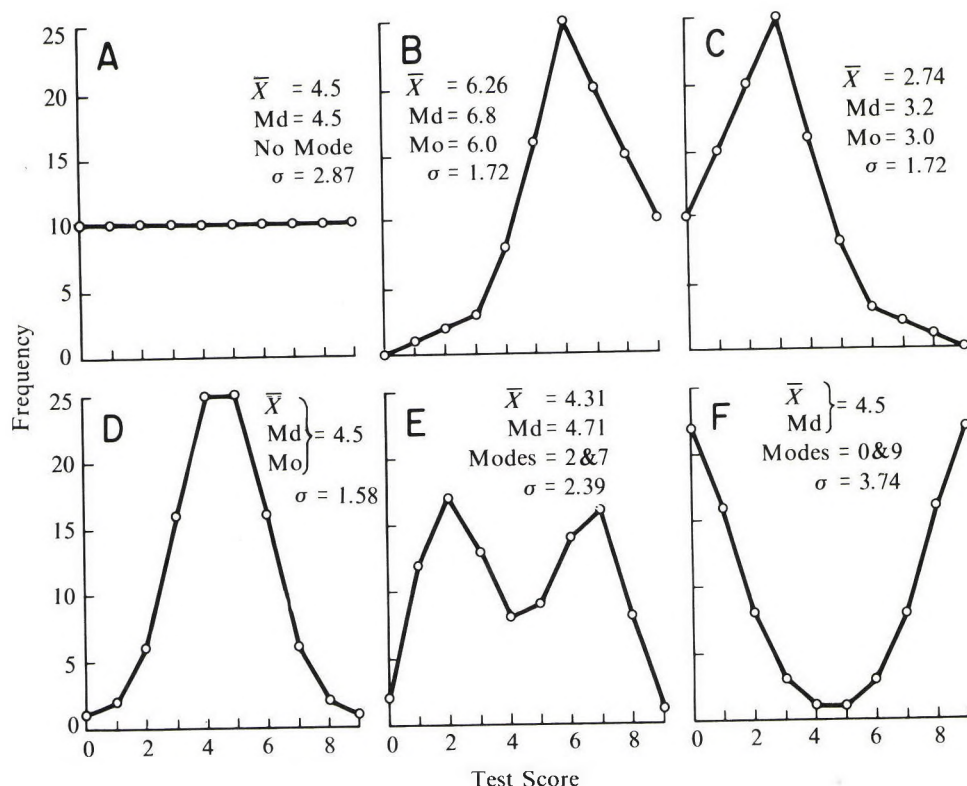 A
X̄ = 4.5
Md = 4.5
No Mode
σ = 2.87
25
20
15
10
5
0
B
X̄ = 6.26
Md = 6.8
Mo = 6.0
σ = 1.72
C
X̄ = 2.74
Md = 3.2
Mo = 3.0
σ = 1.72
Frequency
D
X̄
Md } = 4.5
Mo
σ = 1.58
25
20
15
10
5
0
0 2 4 6 8
E
X̄ = 4.31
Md = 4.71
Modes = 2&7
σ = 2.39
0 2 4 6 8
F
X̄
Md } = 4.5
Modes = 0&9
σ = 3.74
0 2 4 6 8
Test Score